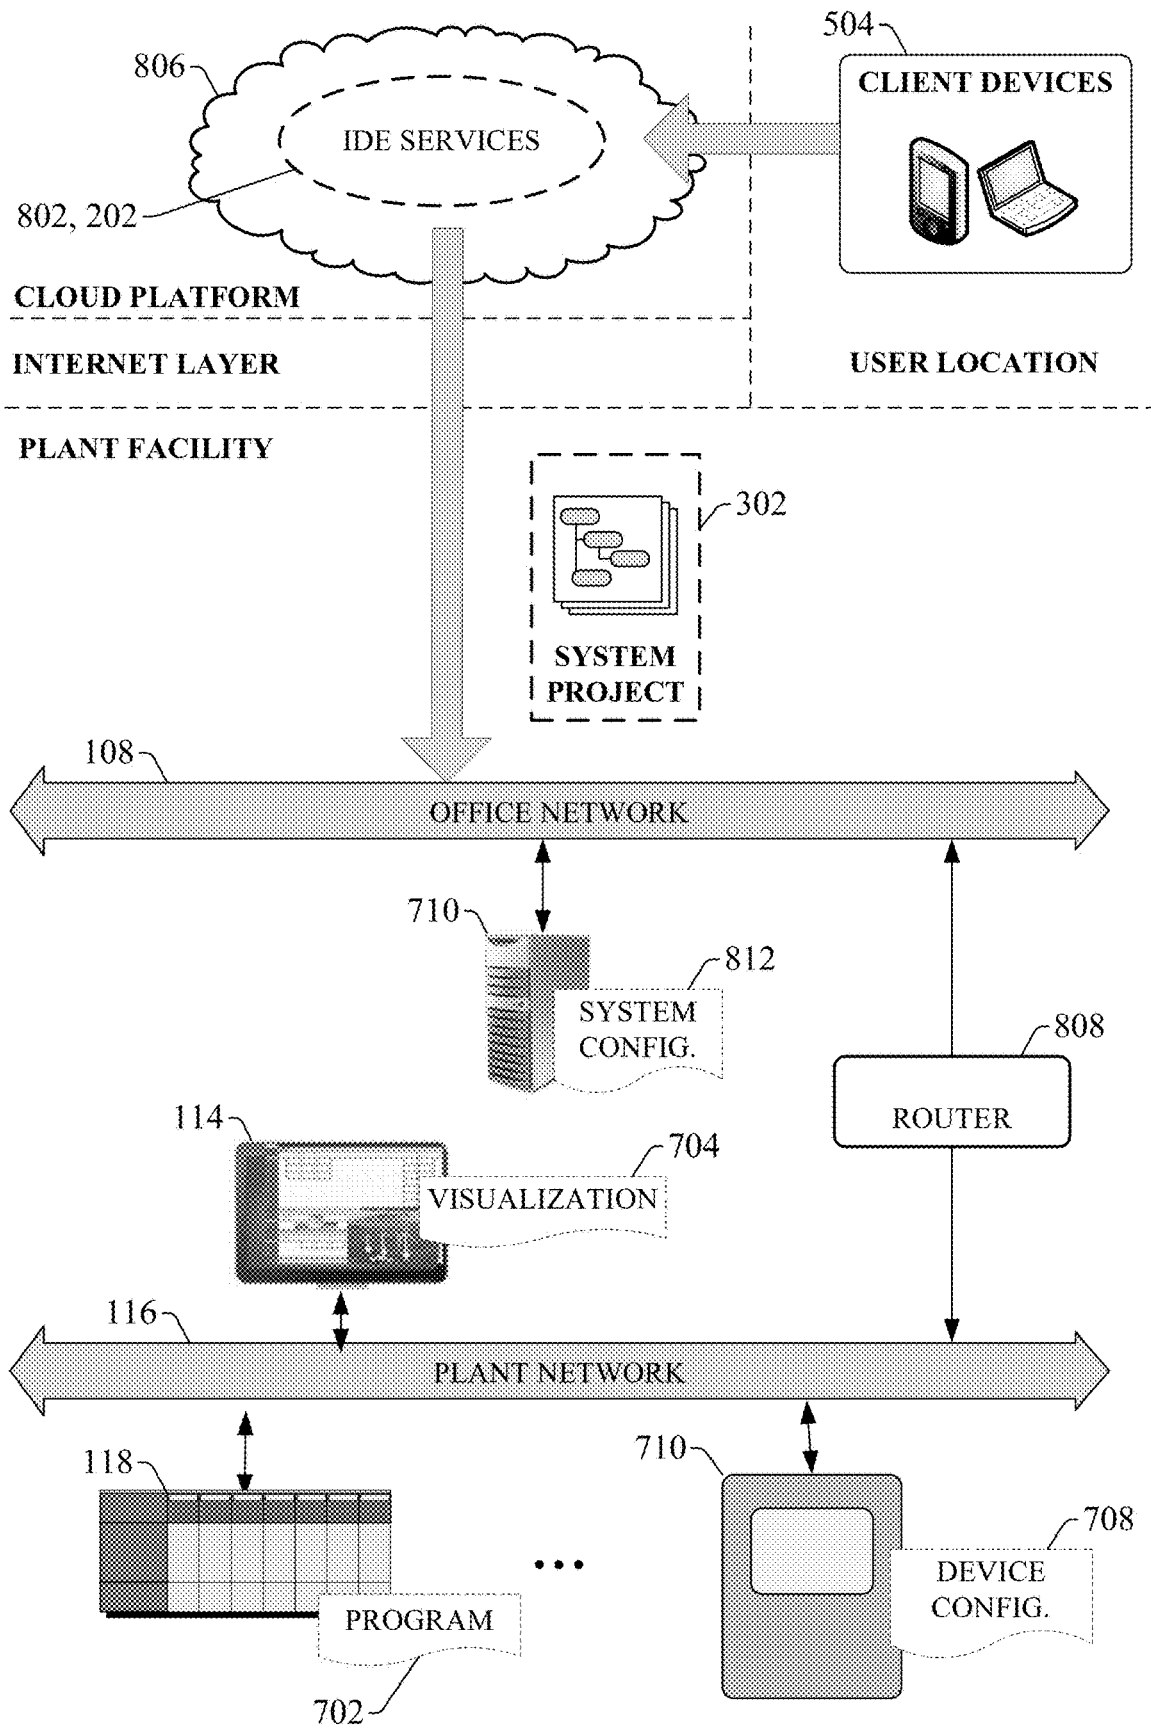 504
806
CLIENT DEVICES
IDE SERVICES
802, 202
CLOUD PLATFORM
INTERNET LAYER
USER LOCATION
PLANT FACILITY
302
SYSTEM
PROJECT
108
OFFICE NETWORK
710
812
SYSTEM
CONFIG.
808
ROUTER
114
704
VISUALIZATION
116
PLANT NETWORK
118
710
708
DEVICE
CONFIG.
PROGRAM
702